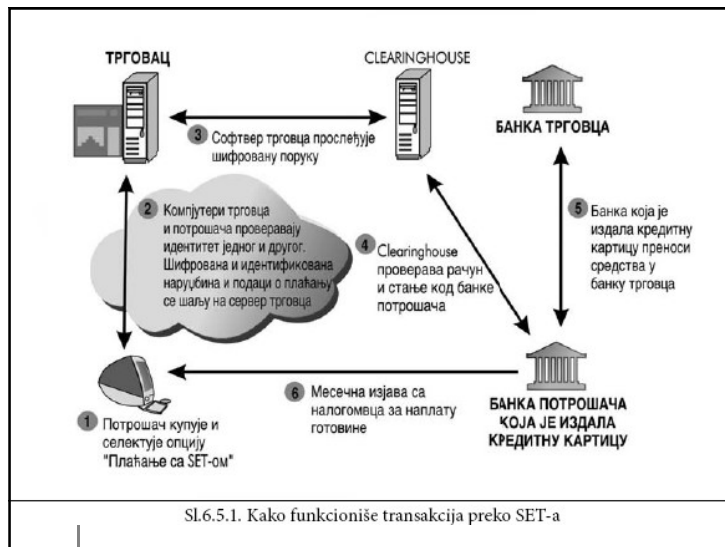 ТРГОВАЦ
CLEARINGHOUSE
БАНКА ТРГОВЦА
3 Софтвер трговца прослеђује
шифровану поруку
2 Компјутери трговца
и потрошача проверавају
идентитет једног и другог.
Шифрована и идентификована
наруџбина и подаци о плаћању
се шаљу на сервер трговца
4 Clearinghouse
проверава рачун
и стање код банке
потрошача
5 Банка која је
издала кредитну
картицу преноси
средства у
банку трговца
1 Потрошач купује и
селектује опцију
"Плаћање са SET-ом"
6 Месечна изјава са
налогомвца за наплату
готовине
БАНКА ПОТРОШАЧА
КОЈА ЈЕ ИЗДАЛА
КРЕДИТНУ КАРТИЦУ
Sl.6.5.1. Kako funkcioniše transakcija preko SET-a